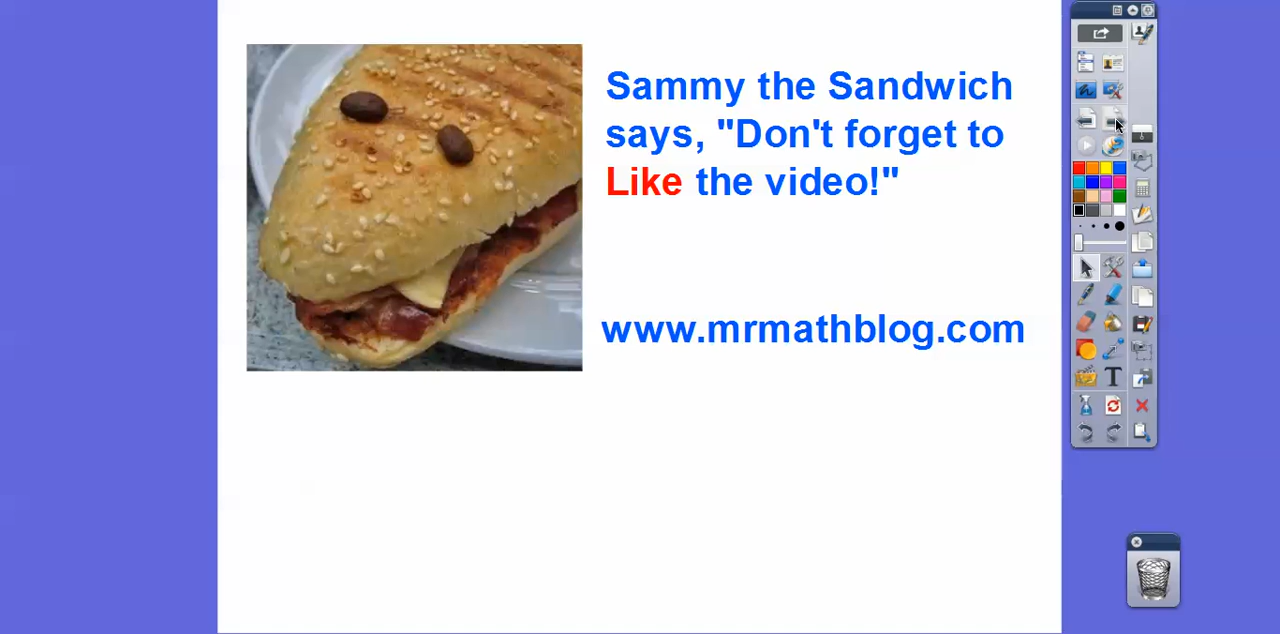 Sammy the Sandwich
says, "Don't forget to
Like the video!"
www.mrmathblog.com